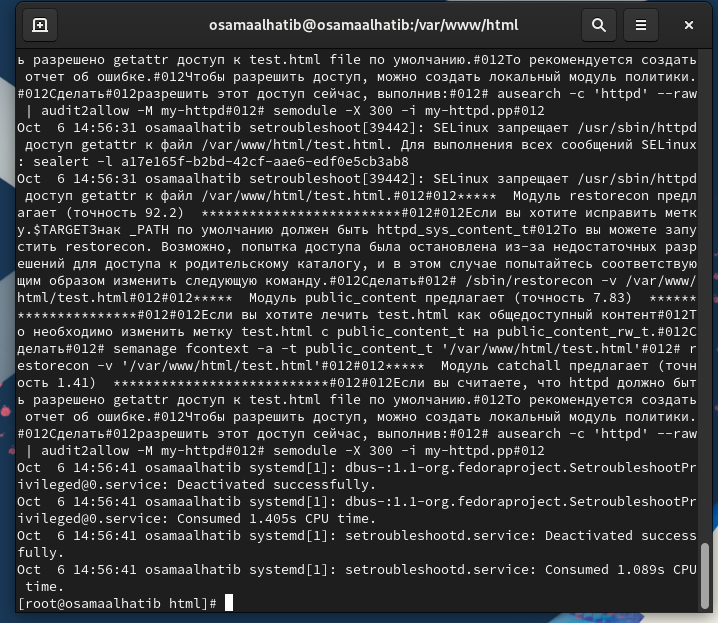 osamaalhatib@osamaalhatib:/var/www/html
ь разрешено getattr доступ к test.html file по умолчанию.#012То рекомендуется создать
 отчет об ошибке.#012Чтобы разрешить доступ, можно создать локальный модуль политики.
#012Сделать#012разрешить этот доступ сейчас, выполнив:#012# ausearch -c 'httpd' --raw
 | audit2allow -M my-httpd#012# semodule -X 300 -i my-httpd.pp#012
Oct  6 14:56:31 osamaalhatib setroubleshoot[39442]: SELinux запрещает /usr/sbin/httpd
 доступ getattr к файл /var/www/html/test.html. Для выполнения всех сообщений SELinux
: sealert -l a17e165f-b2bd-42cf-aae6-edf0e5cb3ab8
Oct  6 14:56:31 osamaalhatib setroubleshoot[39442]: SELinux запрещает /usr/sbin/httpd
 доступ getattr к файл /var/www/html/test.html.#012#012*****  Модуль restorecon предл
агает (точность 92.2)  *************************#012#012Если вы хотите исправить метк
у.$TARGETЗнак _PATH по умолчанию должен быть httpd_sys_content_t#012То вы можете запу
стить restorecon. Возможно, попытка доступа была остановлена из-за недостаточных разр
ешений для доступа к родительскому каталогу, и в этом случае попытайтесь соответствую
щим образом изменить следующую команду.#012Сделать#012# /sbin/restorecon -v /var/www/
html/test.html#012#012*****  Модуль public_content предлагает (точность 7.83)  ******
*****************#012#012Если вы хотите лечить test.html как общедоступный контент#012Т
о необходимо изменить метку test.html с public_content_t на public_content_rw_t.#012С
делать#012# semanage fcontext -a -t public_content_t '/var/www/html/test.html'#012# r
estorecon -v '/var/www/html/test.html'#012#012*****  Модуль catchall предлагает (точн
ость 1.41)  ***************************#012#012Если вы считаете, что httpd должно быт
ь разрешено getattr доступ к test.html file по умолчанию.#012То рекомендуется создать
 отчет об ошибке.#012Чтобы разрешить доступ, можно создать локальный модуль политики.
#012Сделать#012разрешить этот доступ сейчас, выполнив:#012# ausearch -c 'httpd' --raw
 | audit2allow -M my-httpd#012# semodule -X 300 -i my-httpd.pp#012
Oct  6 14:56:41 osamaalhatib systemd[1]: dbus-:1.1-org.fedoraproject.SetroubleshootPr
ivileged@0.service: Deactivated successfully.
Oct  6 14:56:41 osamaalhatib systemd[1]: dbus-:1.1-org.fedoraproject.SetroubleshootPr
ivileged@0.service: Consumed 1.405s CPU time.
Oct  6 14:56:41 osamaalhatib systemd[1]: setroubleshootd.service: Deactivated success
fully.
Oct  6 14:56:41 osamaalhatib systemd[1]: setroubleshootd.service: Consumed 1.089s CPU
 time.
[root@osamaalhatib html]#